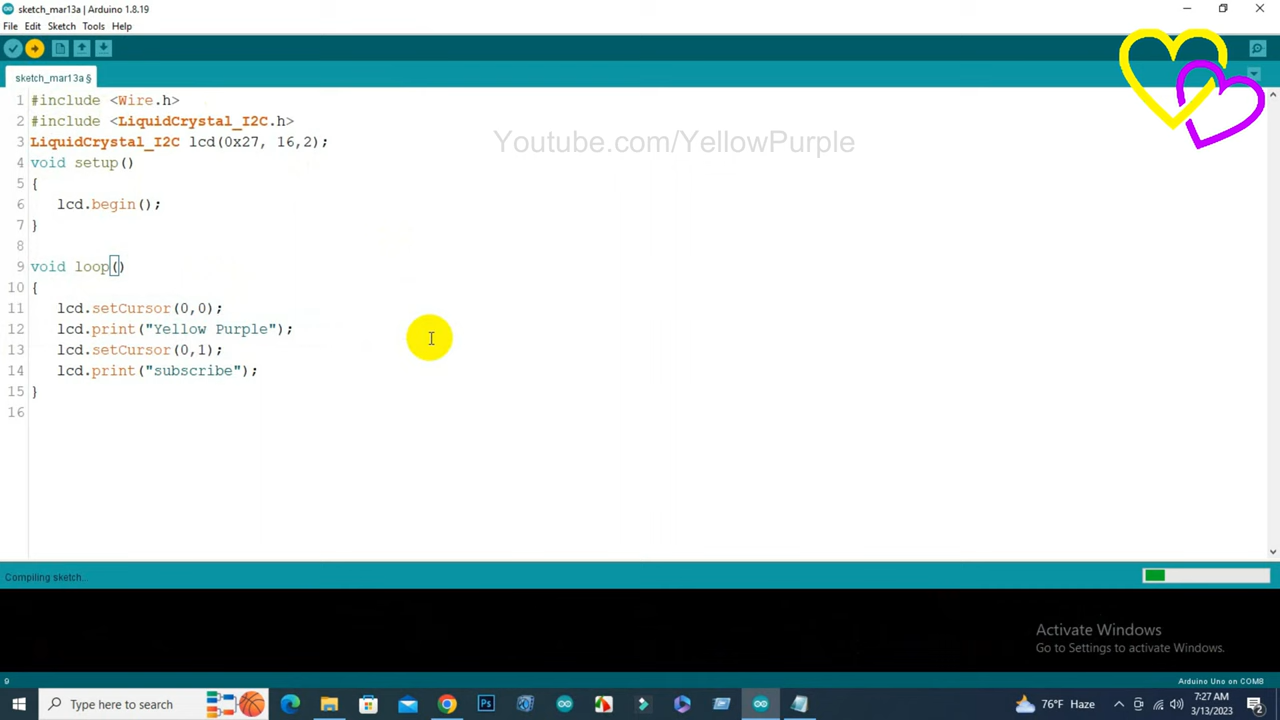 sketch_mar13a | Arduino 1.8.19
File Edit Sketch Tools Help
sketch_mar13a §
1 #include <Wire.h>
2 #include <LiquidCrystal_I2C.h>
3 LiquidCrystal_I2C lcd(0x27, 16,2);
Youtube.com/YellowPurple
4 void setup()
5 {
6 lcd.begin();
7 }
8
9 void loop()
10 {
11 lcd.setCursor(0,0);
12 lcd.print("Yellow Purple");
13 lcd.setCursor(0,1);
14 lcd.print("subscribe");
15 }
16
Compiling sketch...
Activate Windows
Go to Settings to activate Windows.
9
Arduino Uno on COM8
Type here to search
Ps
76°F Haze
7:27 AM
3/13/2023
2